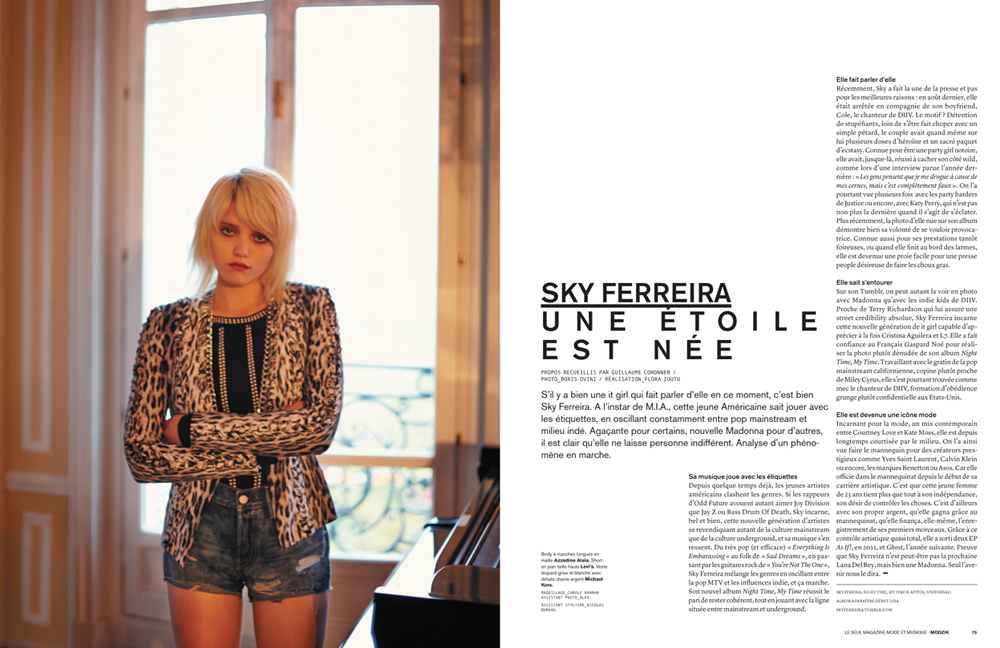 SKY FERREIRA
UNE ÉTOILE
EST NÉE
PROPOS RECUEILLIS PAR GUILLAUME COHONNER /
PHOTO_BORIS OVINI / RÉALISATION_FLORA ZOUTU
S'il y a bien une it girl qui fait parler d'elle en ce moment, c'est bien
Sky Ferreira. A l'instar de M.I.A., cette jeune Américaine sait jouer avec
les étiquettes, en oscillant constamment entre pop mainstream et
milieu indé. Agaçante pour certains, nouvelle Madonna pour d'autres,
il est clair qu'elle ne laisse personne indifférent. Analyse d'un phéno-
mène en marche.
Body à manches longues en
maille Azzedine Alaïa. Short
en jean taille haute Levi's. Veste
léopard grise et blanche avec
détails chaine argent Michael
Kors.
MAQUILLAGE_CAROLE HANNAH
ASSISTANT PHOTO_ALEX
ASSISTANT STYLISME_NICOLAS
DUREAU
Sa musique joue avec les étiquettes
Depuis quelque temps déjà, les jeunes artistes
américains clashent les genres. Si les rappeurs
d'Odd Future avouent autant aimer Joy Division
que Jay Z ou Bass Drum Of Death, Sky incarne,
bel et bien, cette nouvelle génération d'artistes
se revendiquant autant de la culture mainstream
que de la culture underground, et sa musique s'en
ressent. Du très pop (et efficace) « Everything Is
Embarassing » au folk de « Sad Dreams », en pas-
sant par les guitares rock de « You're Not The One »,
Sky Ferreira mélange les genres en oscillant entre
la pop MTV et les influences indie, et ça marche.
Son nouvel album Night Time, My Time réussit le
pari de rester cohérent, tout en jouant avec la ligne
située entre mainstream et underground.
Elle fait parler d'elle
Récemment, Sky a fait la une de la presse et pas
pour les meilleures raisons : en août dernier, elle
était arrêtée en compagnie de son boyfriend,
Cole, le chanteur de DIIV. Le motif ? Détention
de stupéfiants, loin de s'être fait choper avec un
simple pétard, le couple avait quand même sur
lui plusieurs doses d'héroïne et un sacré paquet
d'ecstasy. Connue pour être une party girl notoire,
elle avait, jusque-là, réussi à cacher son côté wild,
comme lors d'une interview parue l'année der-
nière : « Les gens pensent que je me drogue à cause de
mes cernes, mais c'est complétement faux ». On l'a
pourtant vue plusieurs fois avec les party harders
de Justice ou encore, avec Katy Perry, qui n'est pas
non plus la dernière quand il s'agit de s'éclater.
Plus récemment, la photo d'elle nue sur son album
démontre bien sa volonté de se vouloir provoca-
trice. Connue aussi pour ses prestations tantôt
foireuses, ou quand elle finit au bord des larmes,
elle est devenue une proie facile pour une presse
people désireuse de faire les choux gras.
Elle sait s'entourer
Sur son Tumblr, on peut autant la voir en photo
avec Madonna qu'avec les indie kids de DIIV.
Proche de Terry Richardson qui lui assure une
street credibility absolue, Sky Ferreira incarne
cette nouvelle génération de it girl capable d'ap-
précier à la fois Cristina Aguilera et L7. Elle a fait
confiance au Français Gaspard Noé pour réali-
ser la photo plutôt dénudée de son album Night
Time, My Time. Travaillant avec le gratin de la pop
mainstream californienne, copine plutôt proche
de Miley Cyrus, elle s'est pourtant trouvée comme
mec le chanteur de DIIV, formation d'obédience
grunge plutôt confidentielle aux Etats-Unis.
Elle est devenue une icône mode
Incarnant pour la mode, un mix contemporain
entre Courtney Love et Kate Moss, elle est depuis
longtemps courtisée par le milieu. On l'a ainsi
vue faire le mannequin pour des créateurs pres-
tigieux comme Yves Saint Laurent, Calvin Klein
ou encore, les marques Benetton ou Asos. Car elle
officie dans le mannequinat depuis le début de sa
carrière artistique. C'est que cette jeune femme
de 23 ans tient plus que tout à son indépendance,
son désir de contrôler les choses. C'est d'ailleurs
avec son propre argent, qu'elle gagna grâce au
mannequinat, qu'elle finança, elle-même, l'enre-
gistrement de ses premiers morceaux. Grâce à ce
contrôle artistique quasi total, elle a sorti deux EP
As If!, en 2011, et Ghost, l'année suivante. Preuve
que Sky Ferreira n'est peut-être pas la prochaine
Lana Del Rey, mais bien une Madonna. Seul l'ave-
nir nous le dira.
SKY FEREIRA, NIGHT TIME, MY TIME (CAPITOL/UNIVERSAL)
ALBUM À PARAITRE DÉBUT 2014.
SKYFERREIRA.TUMBLR.COM
LE SEUL MAGAZINE MODE ET MUSIQUE - MODZIK 75